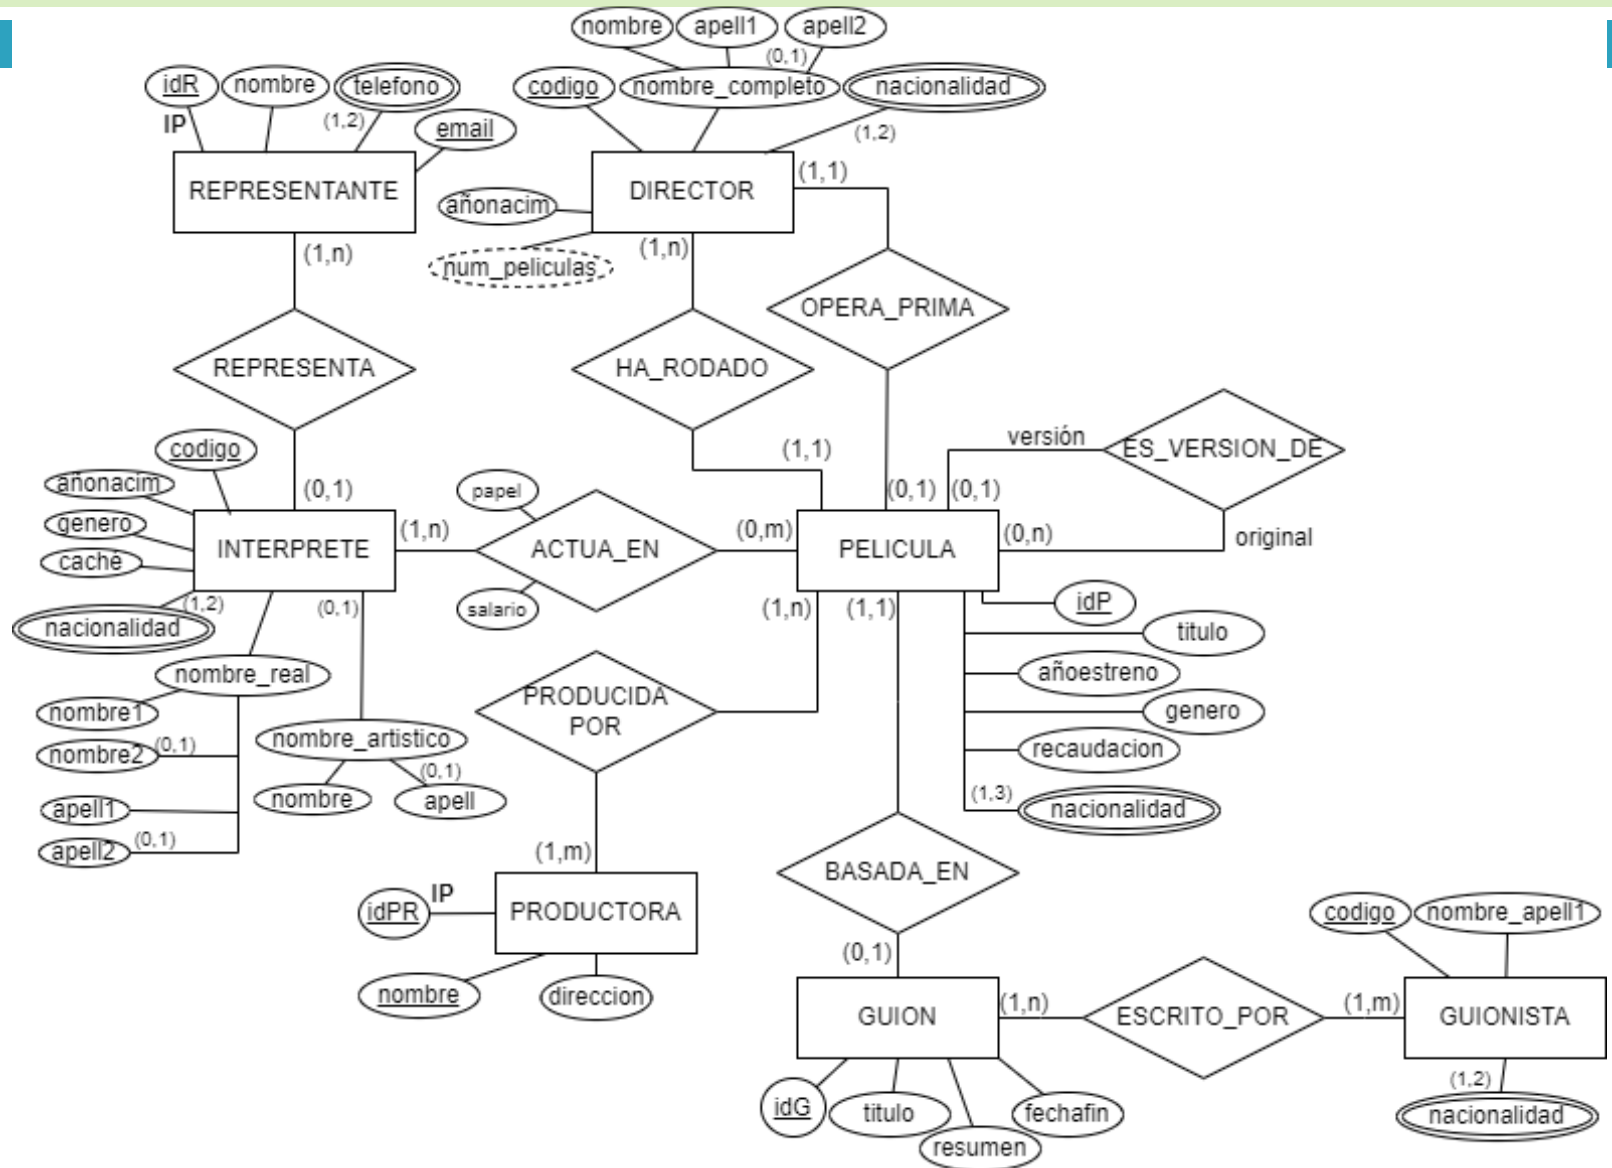 nombre apell1 apell2
(0,1)
idR nombre telefono codigo nombre_completo nacionalidad
IP (1,2) email (1,2)
REPRESENTANTE DIRECTOR (1,1)
añonacim
(1,n) (1,n)
num_peliculas
OPERA_PRIMA
REPRESENTA HA_RODADO
codigo (1,1) versión ES_VERSION_DE
añonacim (0,1) papel (0,1) (0,1)
genero (1,n) (0,m) (0,n) original
INTERPRETE ACTUA_EN PELICULA
caché
(1,2) (0,1) salario (1,n) (1,1) idP
nacionalidad titulo
nombre_real añoestreno
nombre1 PRODUCIDA genero
POR
nombre2 (0,1) nombre_artistico recaudacion
(0,1)
nombre apell (1,3) nacionalidad
apell1
apell2 (0,1) (1,m) BASADA_EN
IP
idPR PRODUCTORA codigo nombre_apell1
(0,1)
nombre direccion (1,n) (1,m)
GUION ESCRITO_POR GUIONISTA
(1,2)
idG titulo fechafin nacionalidad
resumen